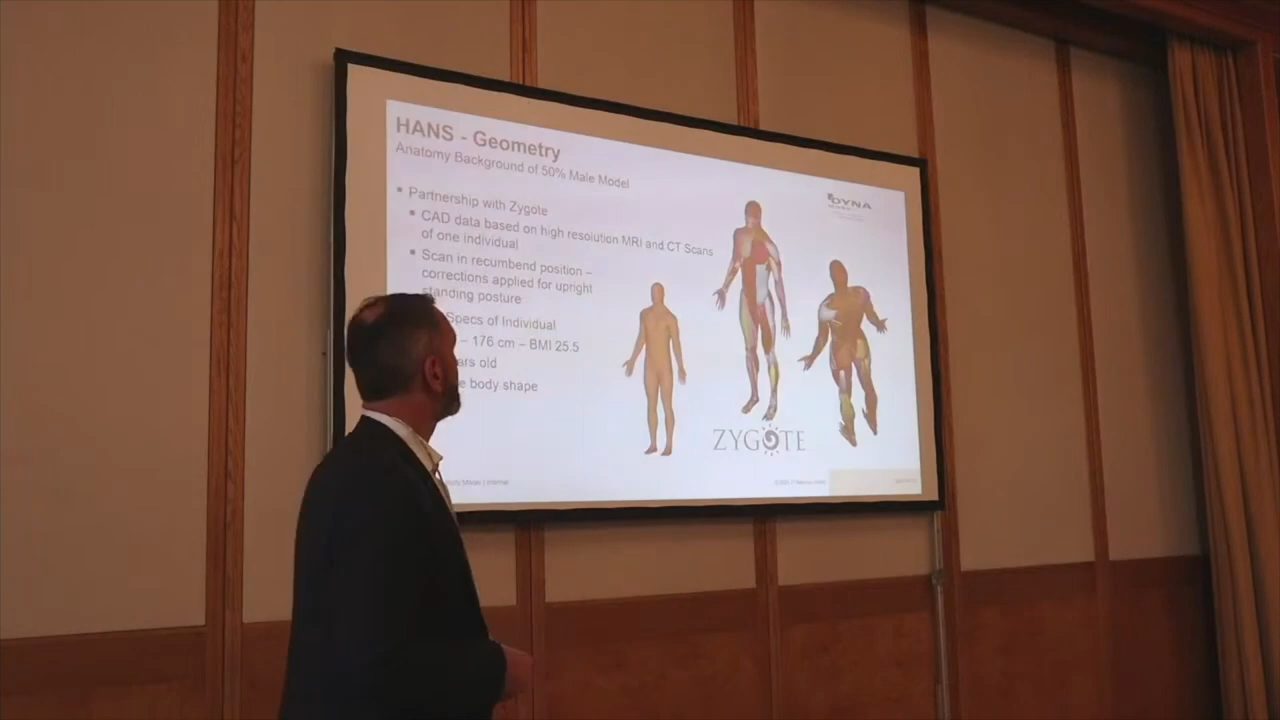 HANS - Geometry
Anatomy Background of 50% Male Model
Partnership with Zygote
CAD data based on high resolution MRI and CT Scans
of one individual
Scan in recumbend position –
corrections applied for upright
standing posture
Specs of Individual
– 176 cm – BMI 25.5
old
body shape
DYNA
ZYGOTE